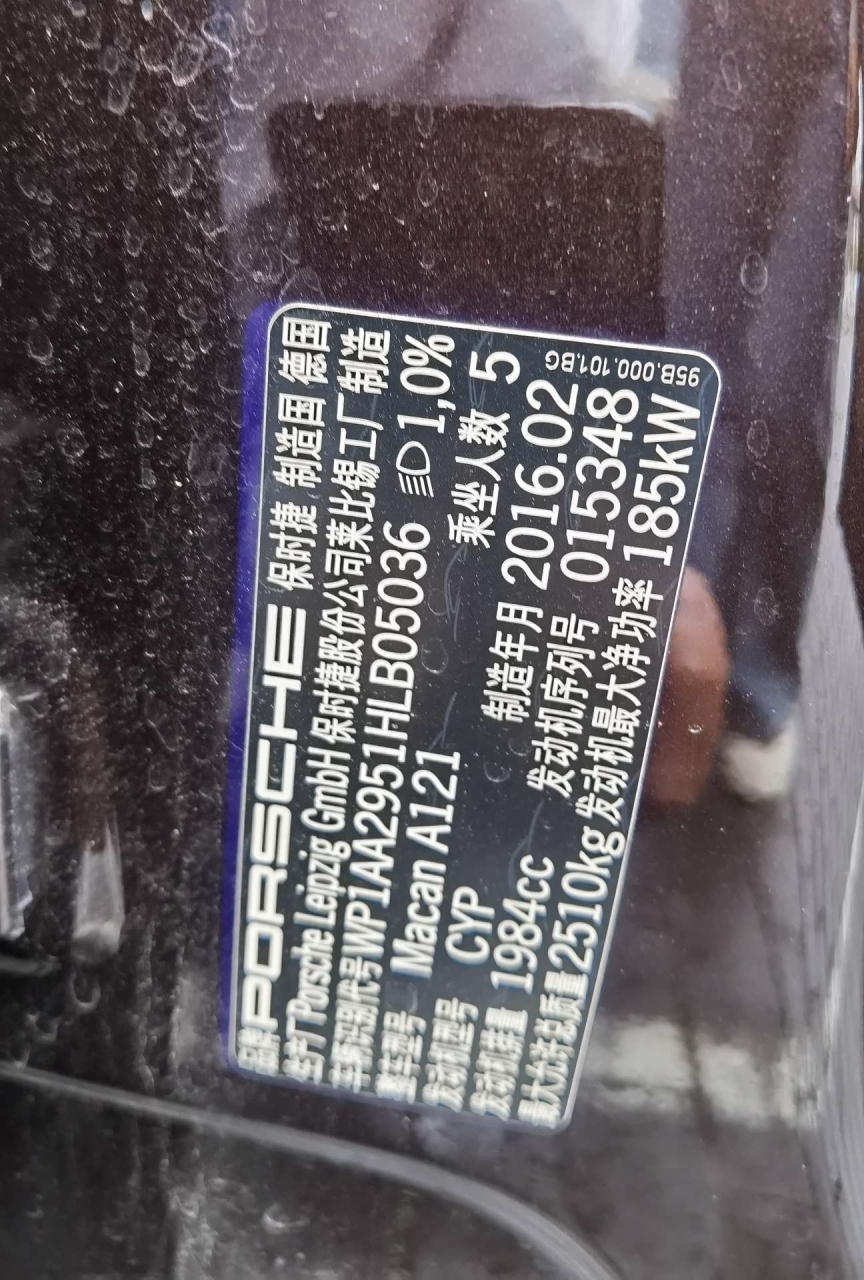 品牌 PORSCHE 保时捷 制造国 德国
生产厂 Porsche Leipzig GmbH 保时捷股份公司莱比锡工厂制造
车辆识别代号 WP1AA2951HLB05036 1,0%
整车型号 Macan A121 乘坐人数 5
发动机型号 CYP 制造年月 2016.02
发动机排量 1984cc 发动机序列号 015348
最大允许总质量 2510kg 发动机最大净功率 185kW
95B.000.101.BG